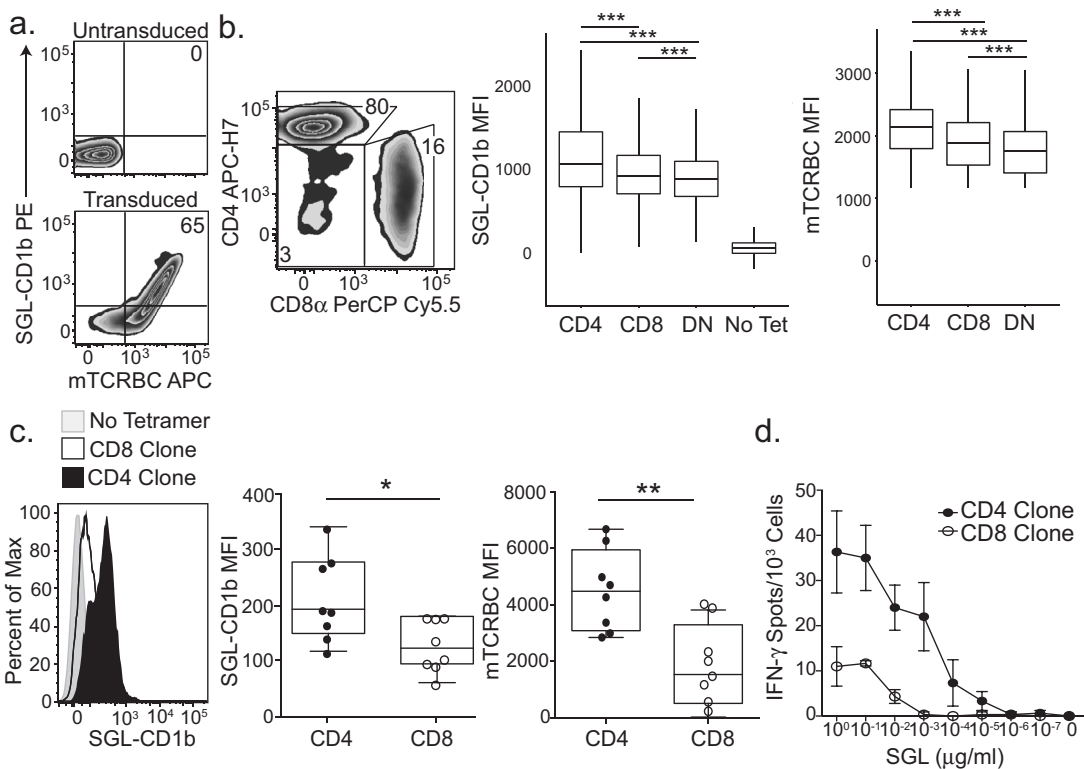 a.
Untransduced
0
10⁵
10³
0
Transduced
65
10⁵
10³
0
0 10³ 10⁵
SGL-CD1b PE
mTCRBC APC
b.
80
16
3
10⁵
10³
0
0 10³ 10⁵
CD4 APC-H7
CD8α PerCP Cy5.5
***
***
***
2000
1000
0
SGL-CD1b MFI
CD4 CD8 DN No Tet
***
***
***
3000
2000
1000
0
mTCRBC MFI
CD4 CD8 DN
c.
No Tetramer
CD8 Clone
CD4 Clone
100
80
60
40
20
0
Percent of Max
0 10³ 10⁴ 10⁵
SGL-CD1b
*
400
300
200
100
0
SGL-CD1b MFI
CD4 CD8
**
8000
6000
4000
2000
0
mTCRBC MFI
CD4 CD8
d.
CD4 Clone
CD8 Clone
50
40
30
20
10
0
IFN-γ Spots/10³ Cells
10⁰ 10⁻¹ 10⁻² 10⁻³ 10⁻⁴ 10⁻⁵ 10⁻⁶ 10⁻⁷ 0
SGL (μg/ml)